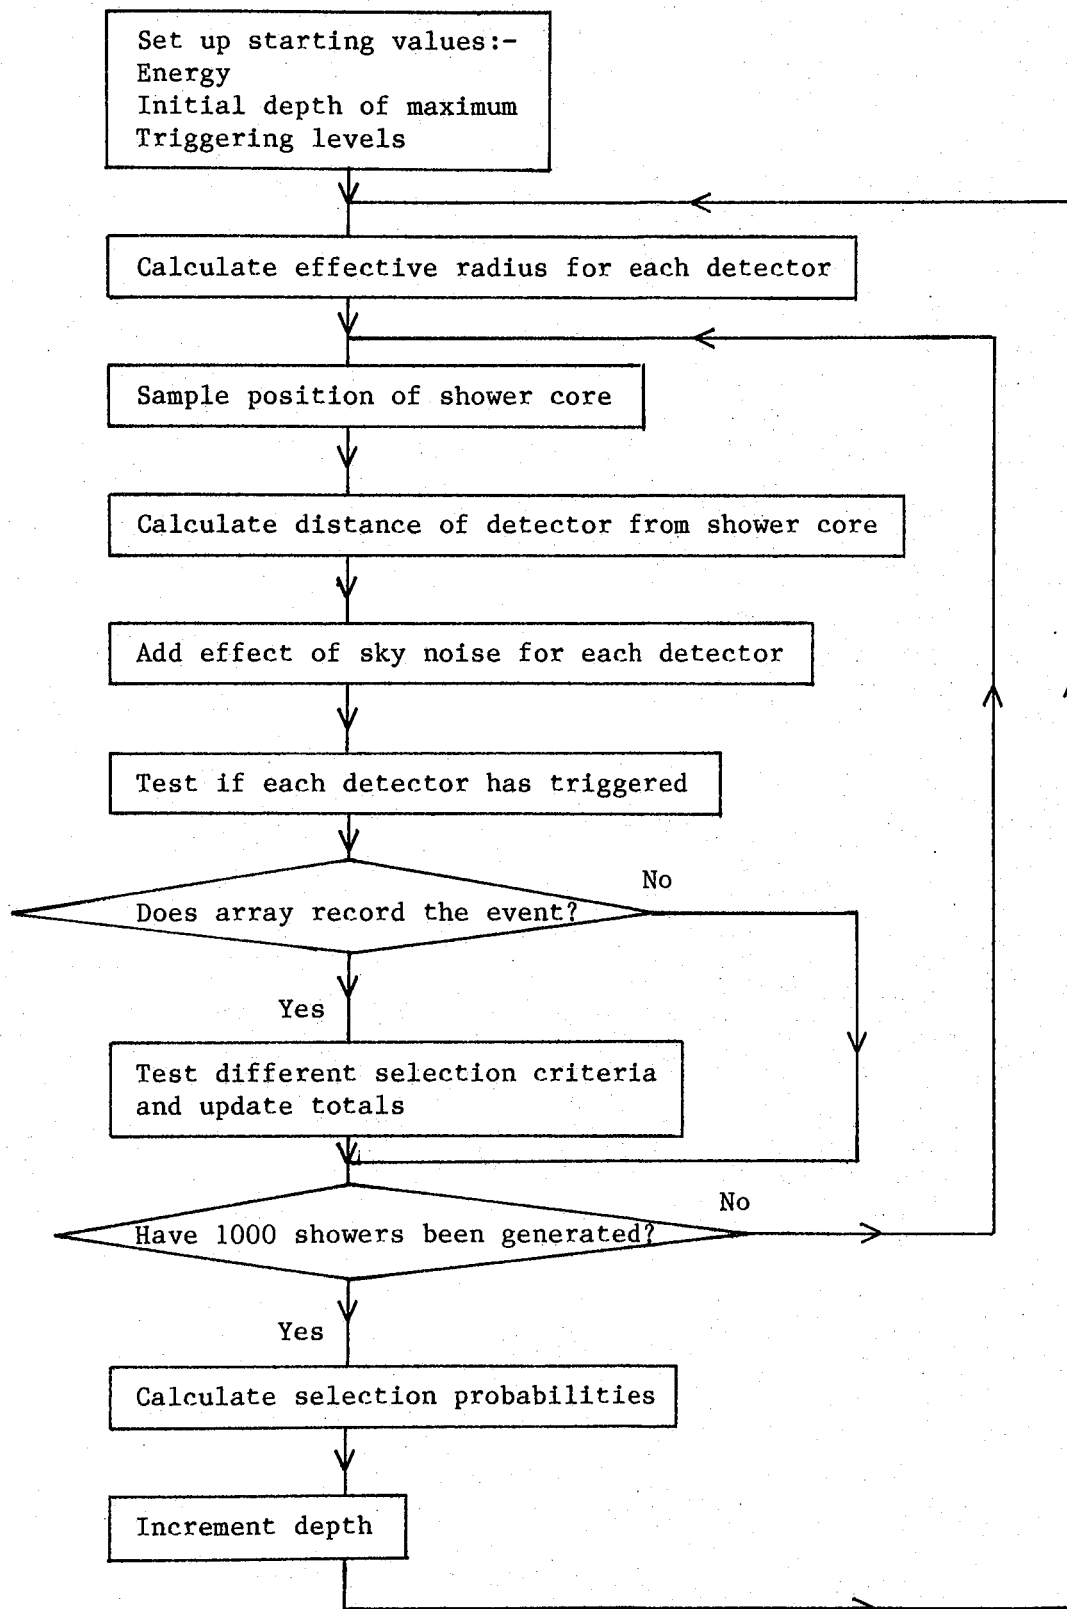 Set up starting values:-
Energy
Initial depth of maximum
Triggering levels
Calculate effective radius for each detector
Sample position of shower core
Calculate distance of detector from shower core
Add effect of sky noise for each detector
Test if each detector has triggered
No
Does array record the event?
Yes
Test different selection criteria
and update totals
No
Have 1000 showers been generated?
Yes
Calculate selection probabilities
Increment depth